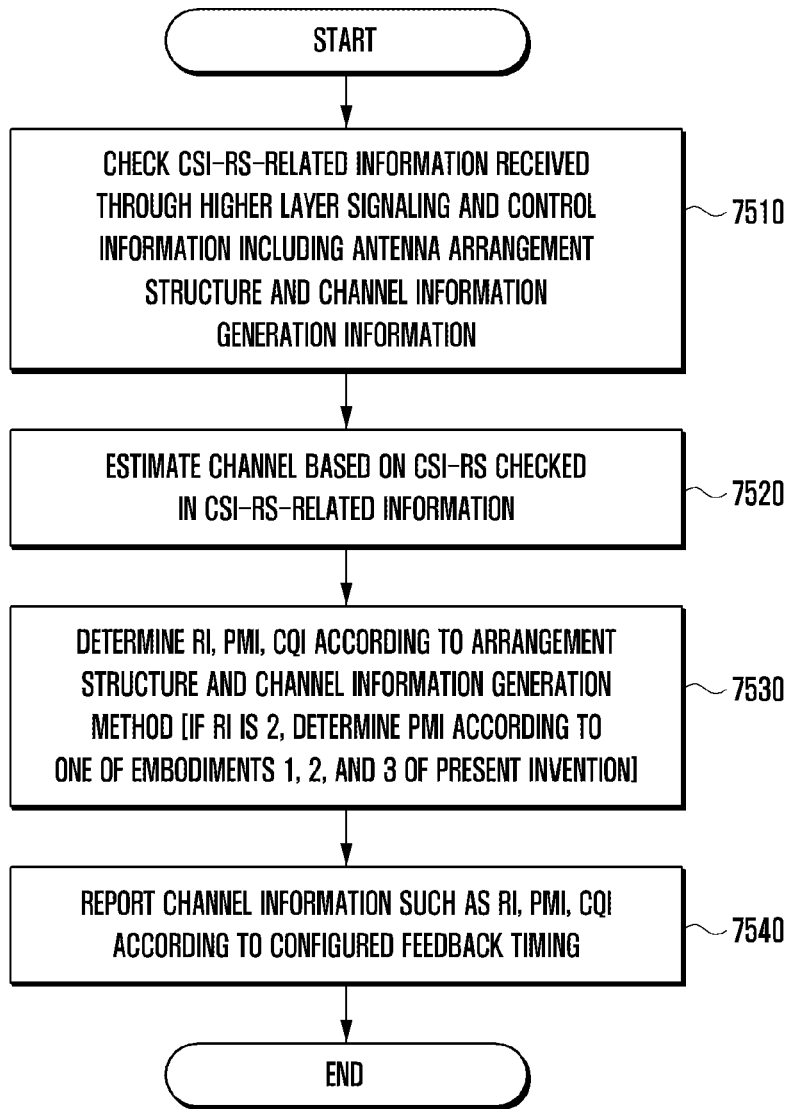 START
CHECK CSI-RS-RELATED INFORMATION RECEIVED
THROUGH HIGHER LAYER SIGNALING AND CONTROL
INFORMATION INCLUDING ANTENNA ARRANGEMENT
STRUCTURE AND CHANNEL INFORMATION
GENERATION INFORMATION
7510
ESTIMATE CHANNEL BASED ON CSI-RS CHECKED
IN CSI-RS-RELATED INFORMATION
7520
DETERMINE RI, PMI, CQI ACCORDING TO ARRANGEMENT
STRUCTURE AND CHANNEL INFORMATION GENERATION
METHOD [IF RI IS 2, DETERMINE PMI ACCORDING TO
ONE OF EMBODIMENTS 1, 2, AND 3 OF PRESENT INVENTION]
7530
REPORT CHANNEL INFORMATION SUCH AS RI, PMI, CQI
ACCORDING TO CONFIGURED FEEDBACK TIMING
7540
END